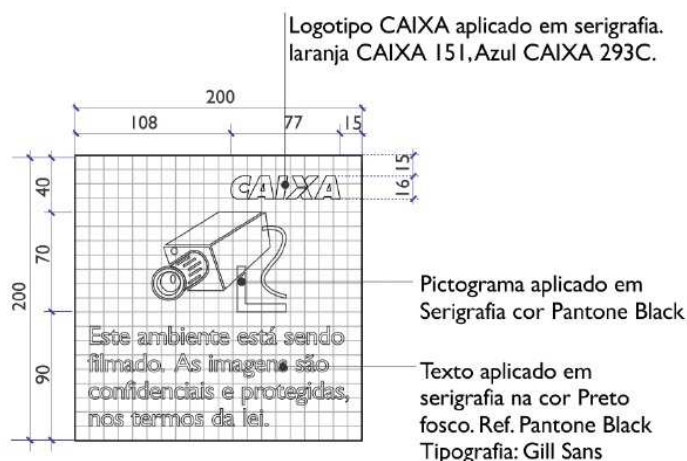 Logotipo CAIXA aplicado em serigrafia.
laranja CAIXA 151, Azul CAIXA 293C.
200
108 77 15
15
16
40
70
90
200
CAIXA
Pictograma aplicado em
Serigrafia cor Pantone Black
Este ambiente está sendo
filmado. As imagens são
confidenciais e protegidas,
nos termos da lei.
Texto aplicado em
serigrafia na cor Preto
fosco. Ref. Pantone Black
Tipografia: Gill Sans